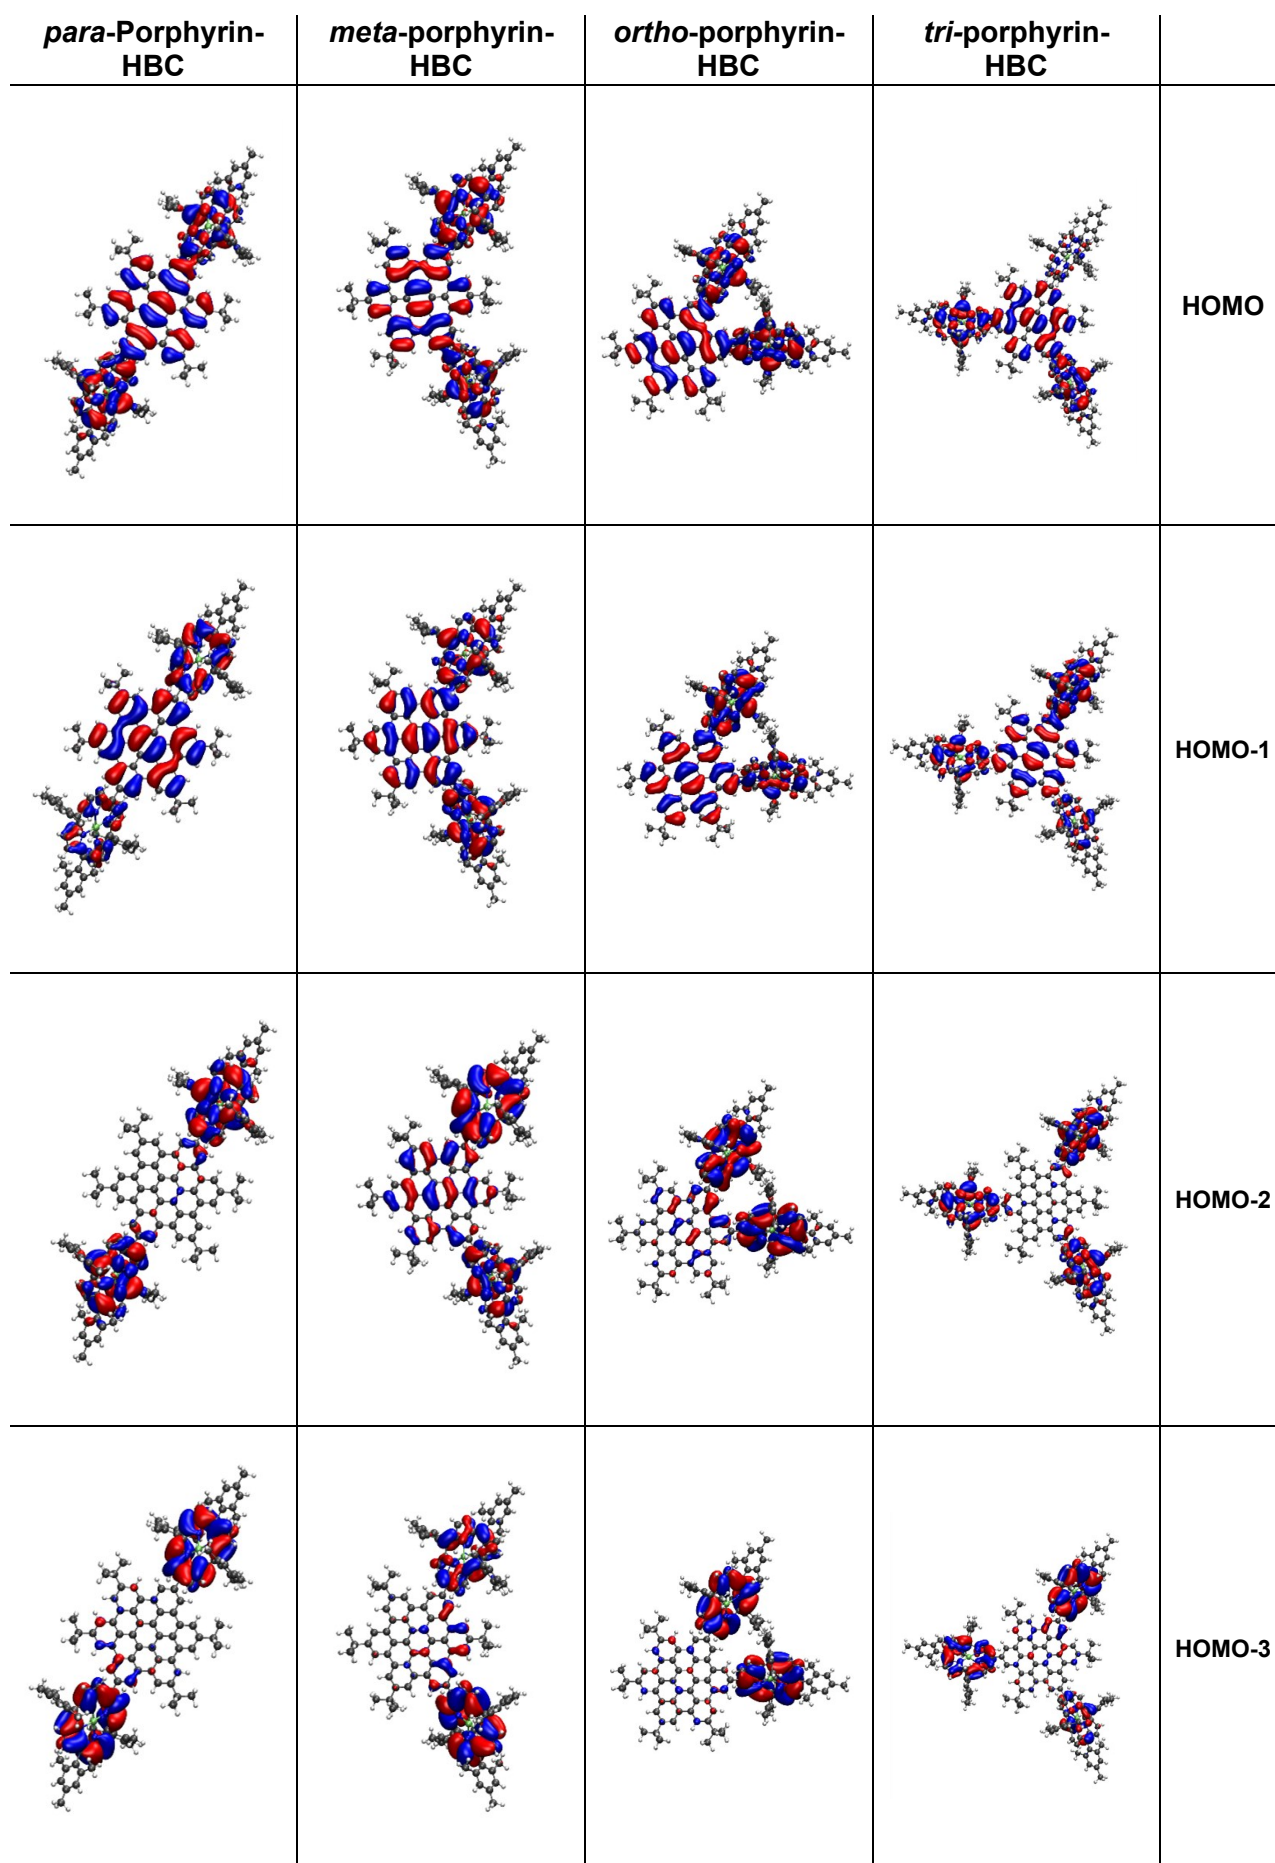 para-Porphyrin-
HBC
meta-porphyrin-
HBC
ortho-porphyrin-
HBC
tri-porphyrin-
HBC
HOMO
HOMO-1
HOMO-2
HOMO-3